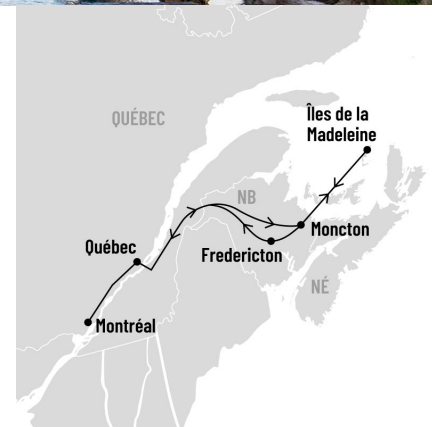 QUÉBEC
Îles de la
Madeleine
NB
Moncton
Québec
Fredericton
NÉ
Montréal